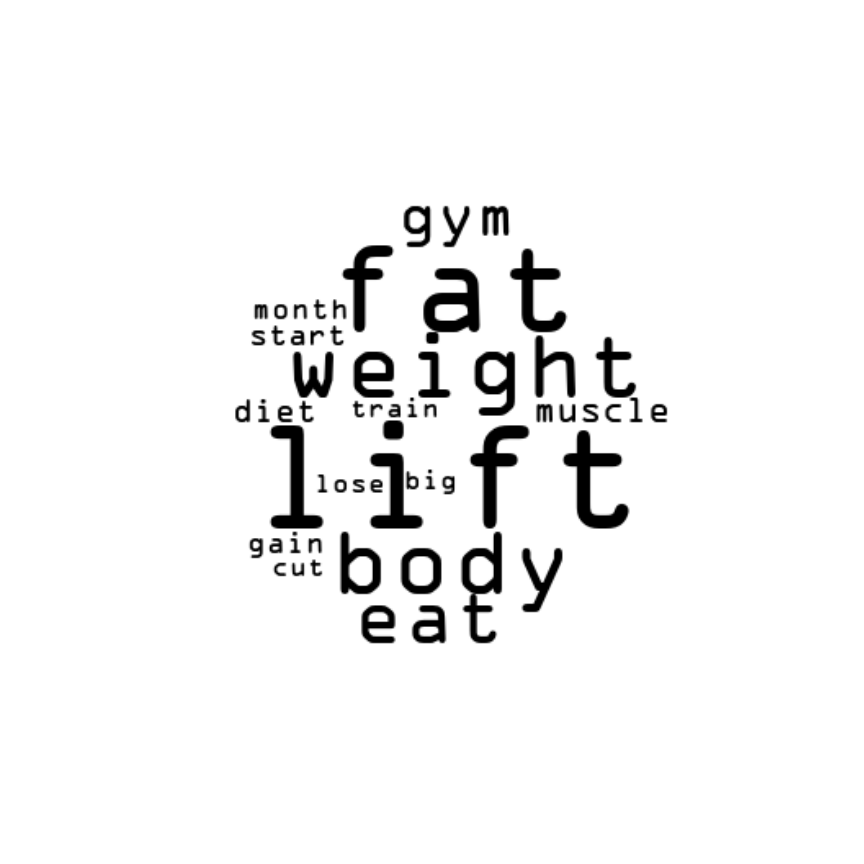 gym
fat
month
start
weight
diet train muscle
lift
lose big
gain
cut
body
eat